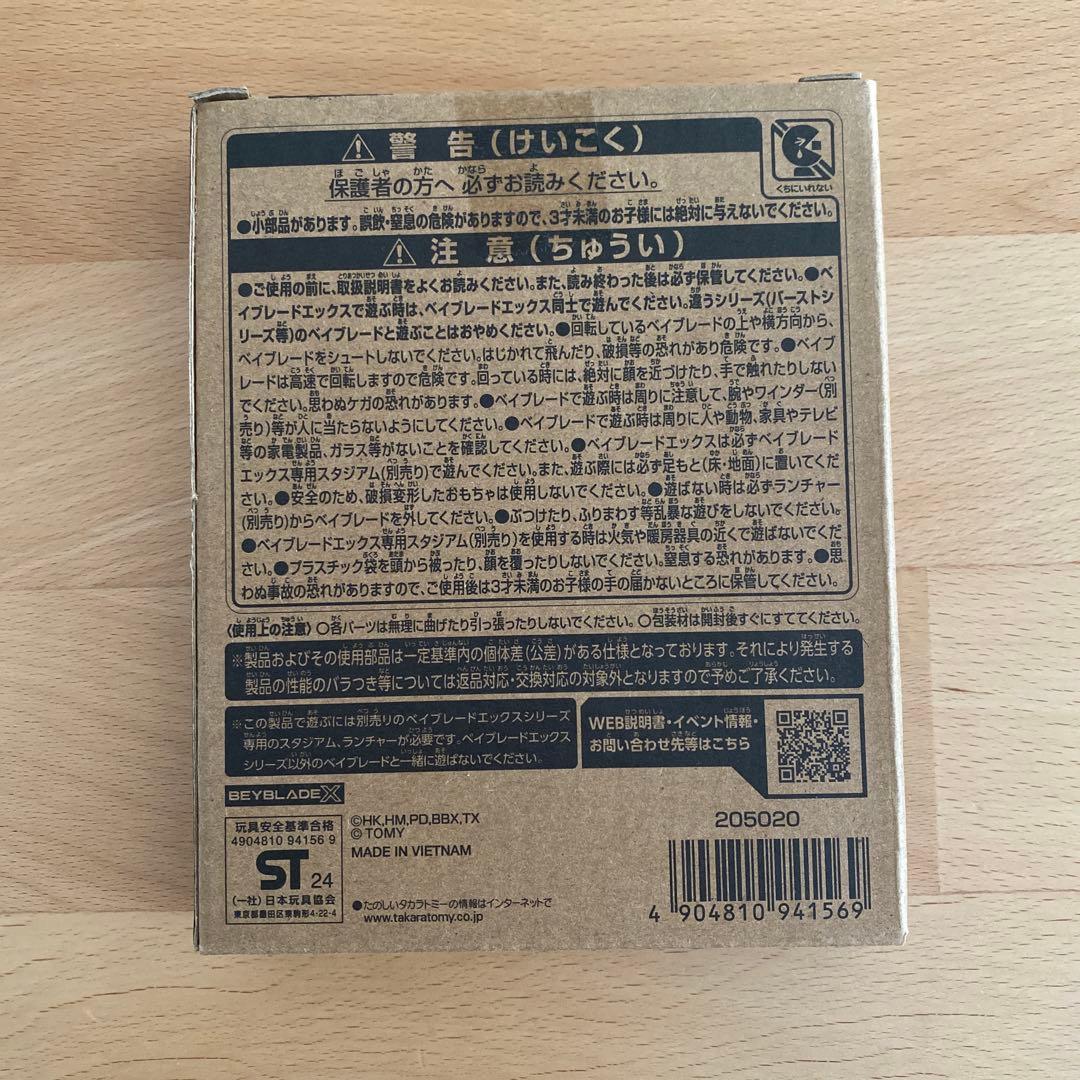 警告(けいこく)
くちにいれない
保護者の方へ 必ずお読みください。
●小部品があります。誤飲・窒息の危険がありますので、3才未満のお子様には絶対に与えないでください。
注意(ちゅうい)
●ご使用の前に、取扱説明書をよくお読みください。また、読み終わった後は必ず保管してください。●ベ
イブレードエックスで遊ぶ時は、ベイブレードエックス同士で遊んでください。違うシリーズ(バーストシ
リーズ等)のベイブレードと遊ぶことはおやめください。●回転しているベイブレードの上や横方向から、
ベイブレードをシュートしないでください。はじかれて飛んだり、破損等の恐れがあり危険です。●ベイブ
レードは高速で回転しますので危険です。回っている時には、絶対に顔を近づけたり、手で触れたりしない
でください。思わぬケガの恐れがあります。●ベイブレードで遊ぶ時は周りに注意して、腕やワインダー(別
売り)等が人に当たらないようにしてください。●ベイブレードで遊ぶ時は周りに人や動物、家具やテレビ
等の家電製品、ガラス等がないことを確認してください。●ベイブレードエックスは必ずベイブレード
エックス専用スタジアム(別売り)で遊んでください。また、遊ぶ際には必ず足もと(床・地面)に置いてくだ
さい。●安全のため、破損変形したおもちゃは使用しないでください。●遊ばない時は必ずランチャー
(別売り)からベイブレードを外してください。●ぶつけたり、ふりまわす等乱暴な遊びをしないでください。
●ベイブレードエックス専用スタジアム(別売り)を使用する時は火気や暖房器具の近くで遊ばないでくだ
さい。●プラスチック袋を頭から被ったり、顔を覆ったりしないでください。窒息する恐れがあります。●思
わぬ事故の恐れがありますので、ご使用後は3才未満のお子様の手の届かないところに保管してください。
〈使用上の注意〉○各パーツは無理に曲げたり引っ張ったりしないでください。○包装材は開封後すぐにすててください。
※製品およびその使用部品は一定基準内の個体差(公差)がある仕様となっております。それにより発生する
製品の性能のバラつき等については返品対応・交換対応の対象外となりますので予めご了承ください。
※この製品で遊ぶには別売りのベイブレードエックスシリーズ
専用のスタジアム、ランチャーが必要です。ベイブレードエックス
シリーズ以外のベイブレードと一緒に遊ばないでください。
WEB説明書・イベント情報・
お問い合わせ先等はこちら
BEYBLADE X
玩具安全基準合格
4904810 94156 9
ST 24
(一社)日本玩具協会
東京都墨田区東駒形4-22-4
©HK,HM,PD,BBX,TX
© TOMY
MADE IN VIETNAM
●たのしいタカラトミーの情報はインターネットで
www.takaratomy.co.jp
205020
4 904810 941569